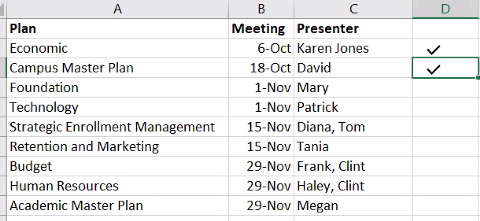 A B C D
Plan Meeting Presenter
Economic 6-Oct Karen Jones ✓
Campus Master Plan 18-Oct David ✓
Foundation 1-Nov Mary
Technology 1-Nov Patrick
Strategic Enrollment Management 15-Nov Diana, Tom
Retention and Marketing 15-Nov Tania
Budget 29-Nov Frank, Clint
Human Resources 29-Nov Haley, Clint
Academic Master Plan 29-Nov Megan